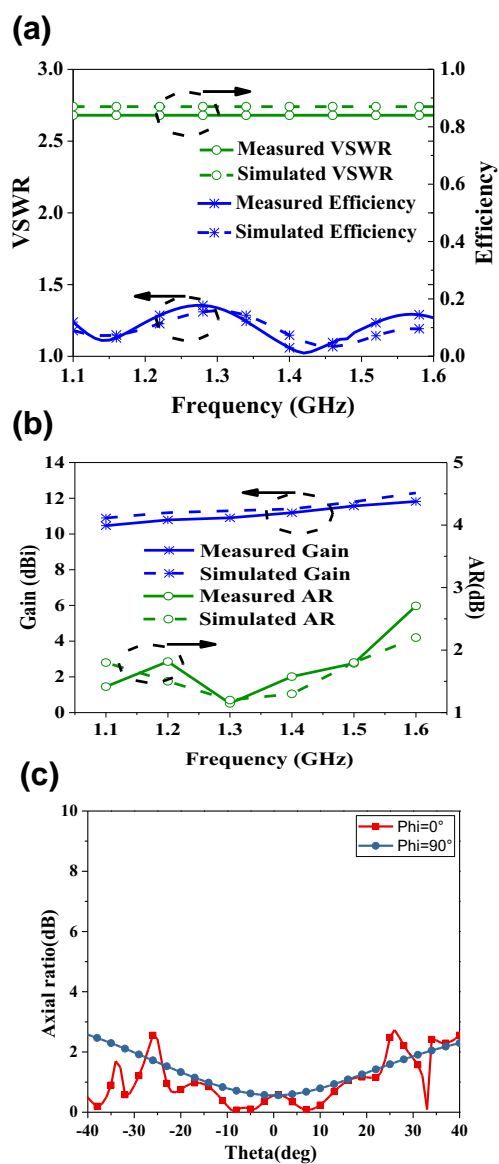 (a)
3.0
2.5
2.0
1.5
1.0
VSWR
1.0
0.8
0.6
0.4
0.2
0.0
Efficiency
Measured VSWR
Simulated VSWR
Measured Efficiency
Simulated Efficiency
1.1
1.2
1.3
1.4
1.5
1.6
Frequency (GHz)
(b)
14
12
10
8
6
4
2
0
Gain (dBi)
5
4
3
2
1
AR(dB)
Measured Gain
Simulated Gain
Measured AR
Simulated AR
1.1
1.2
1.3
1.4
1.5
1.6
Frequency (GHz)
(c)
10
8
6
4
2
0
Axial ratio(dB)
Phi=0°
Phi=90°
-40
-30
-20
-10
0
10
20
30
40
Theta(deg)